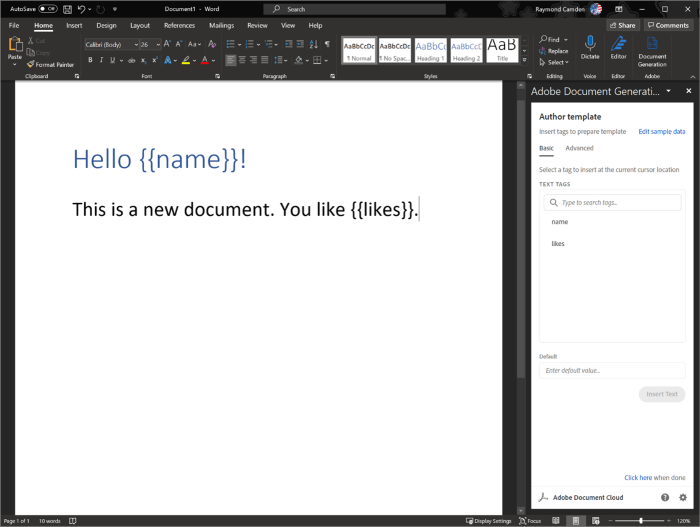 AutoSave Off Document1 - Word Search Raymond Camden
File Home Insert Design Layout References Mailings Review View Help Share Comments
Paste Cut Copy Format Painter
Calibri (Body) 26
AaBbCcDc AaBbCcDc AaBbCc AaBbCcD AaB
1 Normal 1 No Spac... Heading 1 Heading 2 Title
Find Replace Select
Dictate Editor Document Generation
Clipboard Font Paragraph Styles Editing Voice Editor Adobe
Hello {{name}}!
This is a new document. You like {{likes}}.
Adobe Document Generati...
Author template
Insert tags to prepare template Edit sample data
Basic Advanced
Select a tag to insert at the current cursor location
TEXT TAGS
Type to search tags..
name
likes
Default
Enter default value..
Insert Text
Click here when done
Adobe Document Cloud
Page 1 of 1 10 words Display Settings Focus 120%